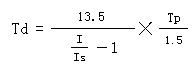 Td = 13.5 / (I/Is − 1) × Tp/1.5